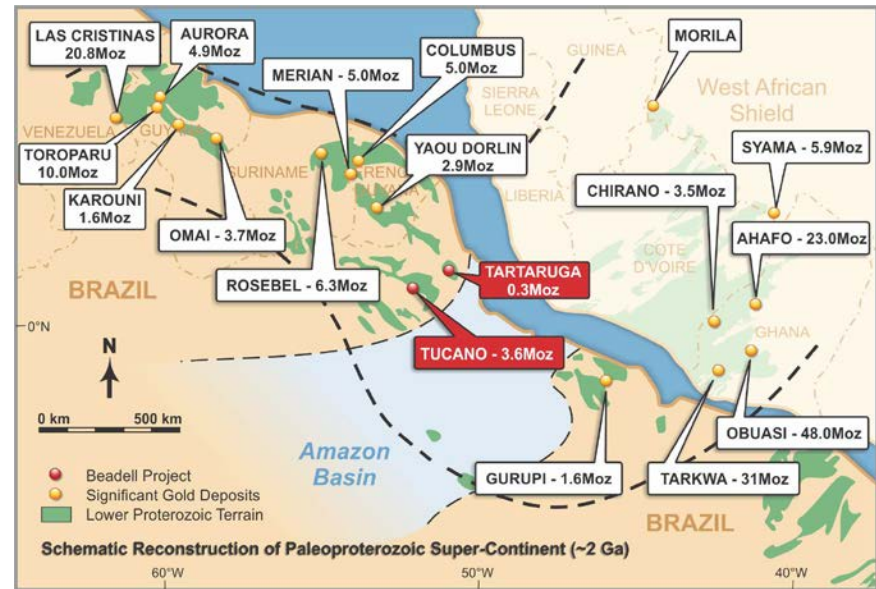 LAS CRISTINAS
20.8Moz
AURORA
4.9Moz
MERIAN - 5.0Moz
COLUMBUS
5.0Moz
GUINEA
MORILA
SIERRA
LEONE
West African
Shield
VENEZUELA
TOROPARU
10.0Moz
KAROUNI
1.6Moz
OMAI - 3.7Moz
SURINAME
YAOU DORLIN
2.9Moz
LIBERIA
CHIRANO - 3.5Moz
SYAMA - 5.9Moz
COTE
D'VOIRE
AHAFO - 23.0Moz
BRAZIL
ROSEBEL - 6.3Moz
TARTARUGA
0.3Moz
TUCANO - 3.6Moz
GHANA
0°N
N
0 km
500 km
Amazon
Basin
OBUASI - 48.0Moz
GURUPI - 1.6Moz
TARKWA - 31Moz
BRAZIL
Beadell Project
Significant Gold Deposits
Lower Proterozoic Terrain
Schematic Reconstruction of Paleoproterozoic Super-Continent (~2 Ga)
60°W
50°W
40°W